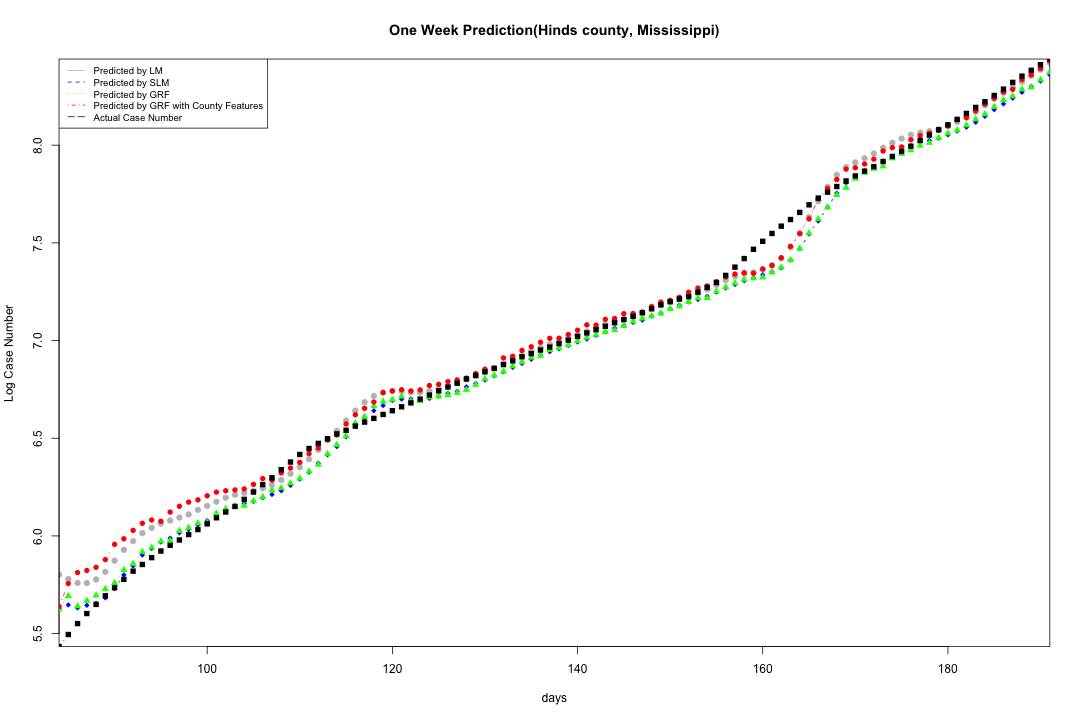 One Week Prediction(Hinds county, Mississippi)
Predicted by LM
Predicted by SLM
Predicted by GRF
Predicted by GRF with County Features
Actual Case Number
Log Case Number
8.0
7.5
7.0
6.5
6.0
5.5
100 120 140 160 180
days